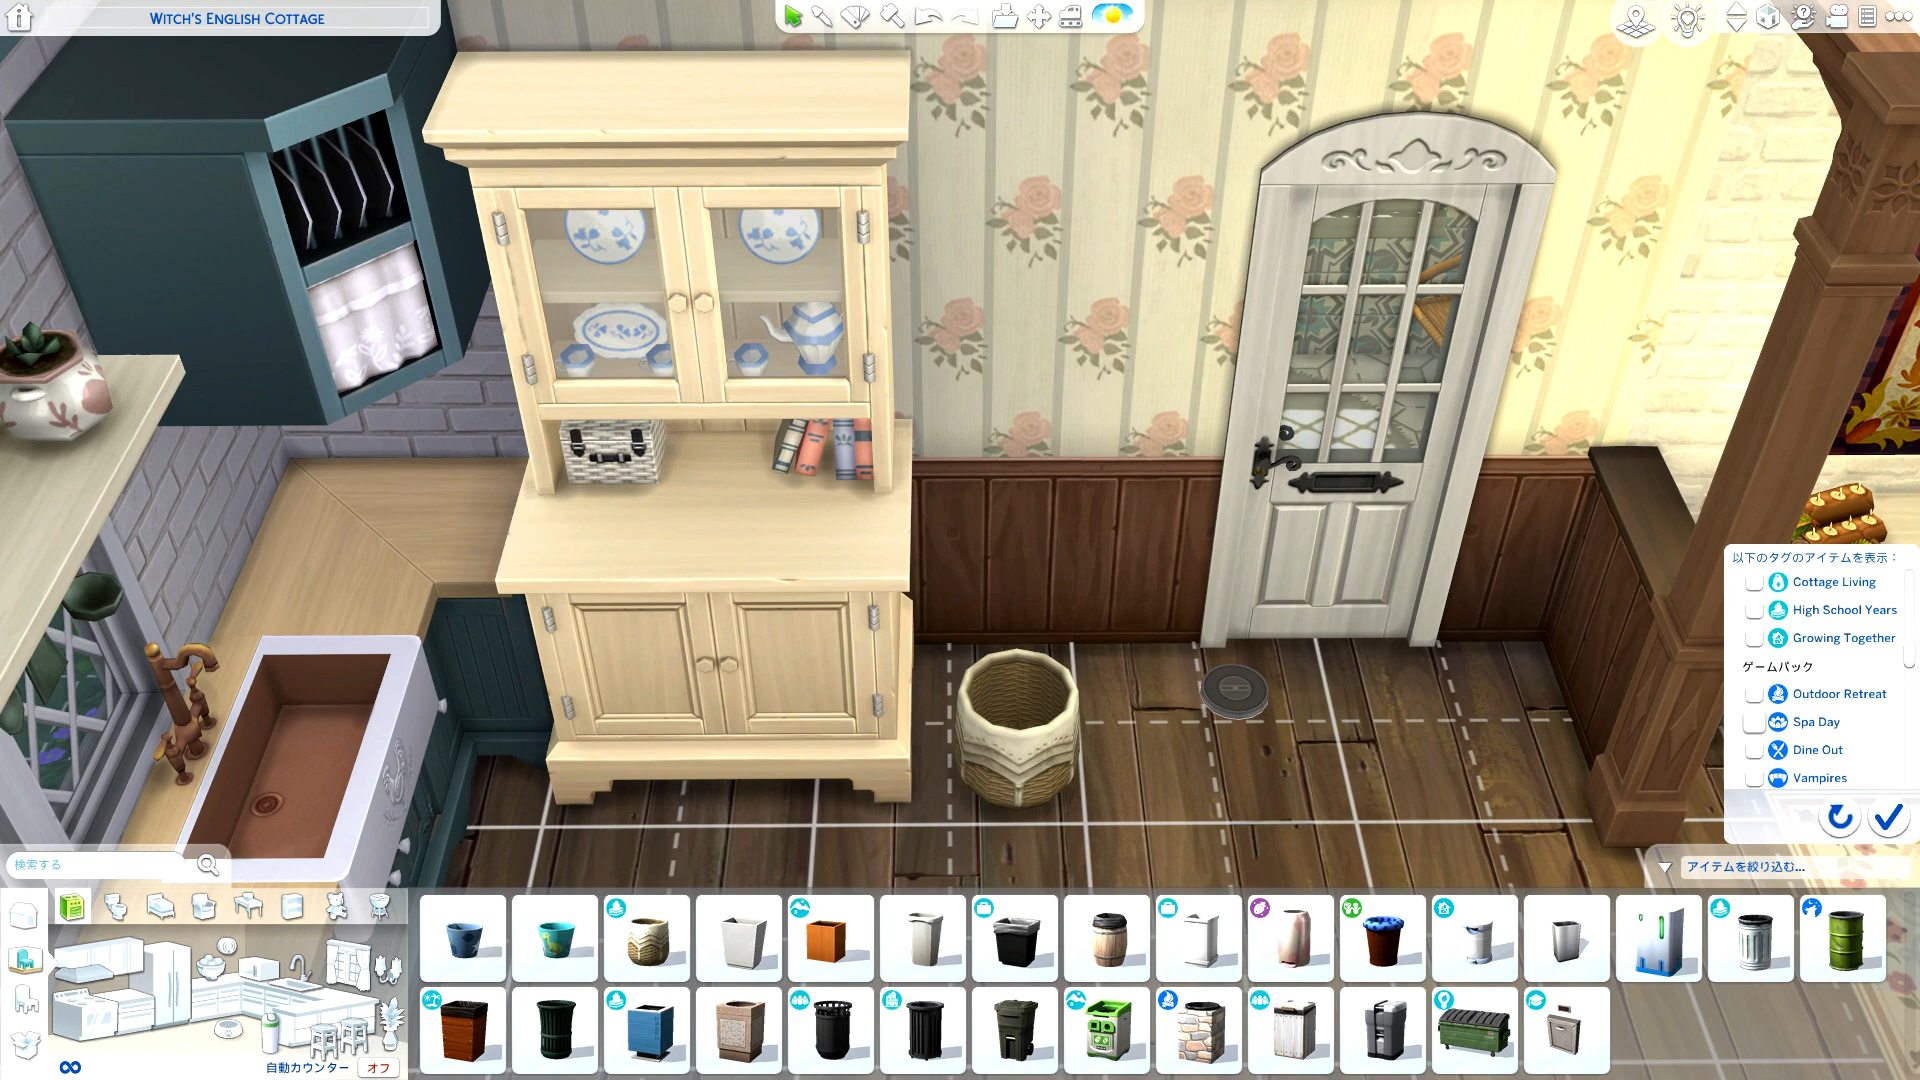 WITCH'S ENGLISH COTTAGE
以下のタグのアイテムを表示：
Cottage Living
High School Years
Growing Together
ゲームパック
Outdoor Retreat
Spa Day
Dine Out
Vampires
検索する
アイテムを絞り込む...
自動カウンター
オフ